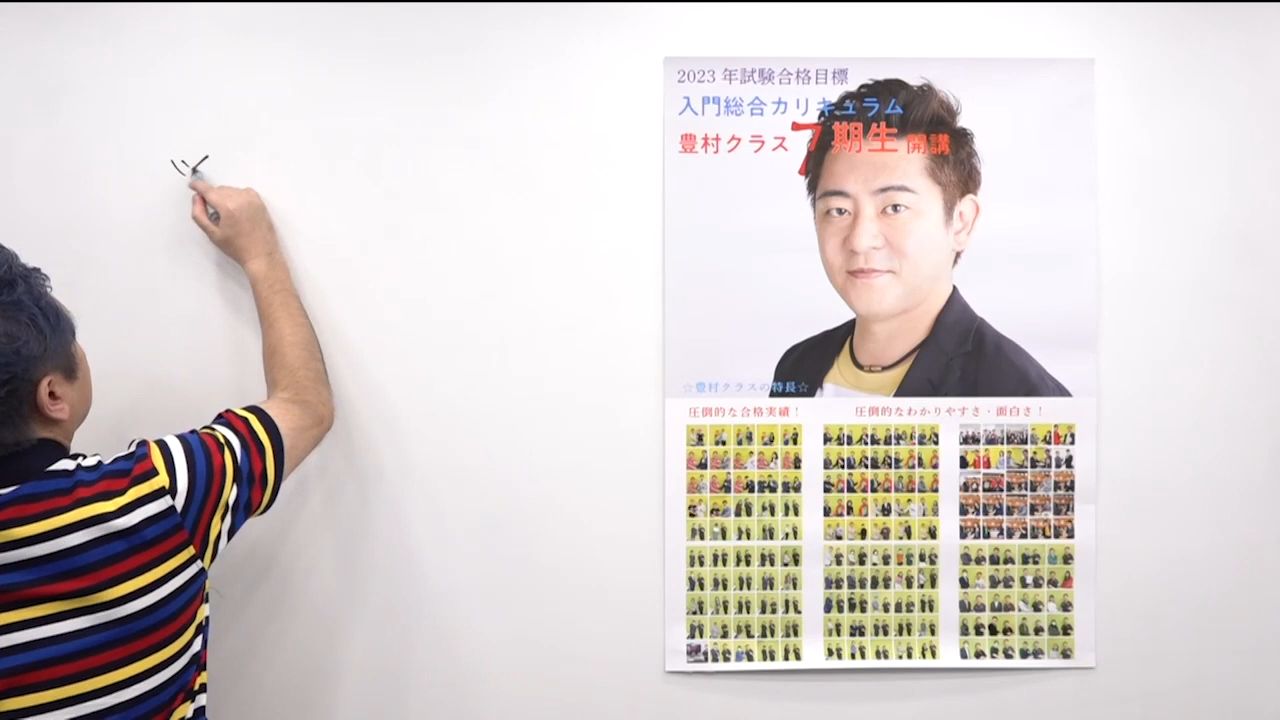 2023 年試験合格目標
入門総合カリキュラム
豊村クラス 7 期生 開講
☆豊村クラスの特長☆
圧倒的な合格実績！
圧倒的なわかりやすさ・面白さ！